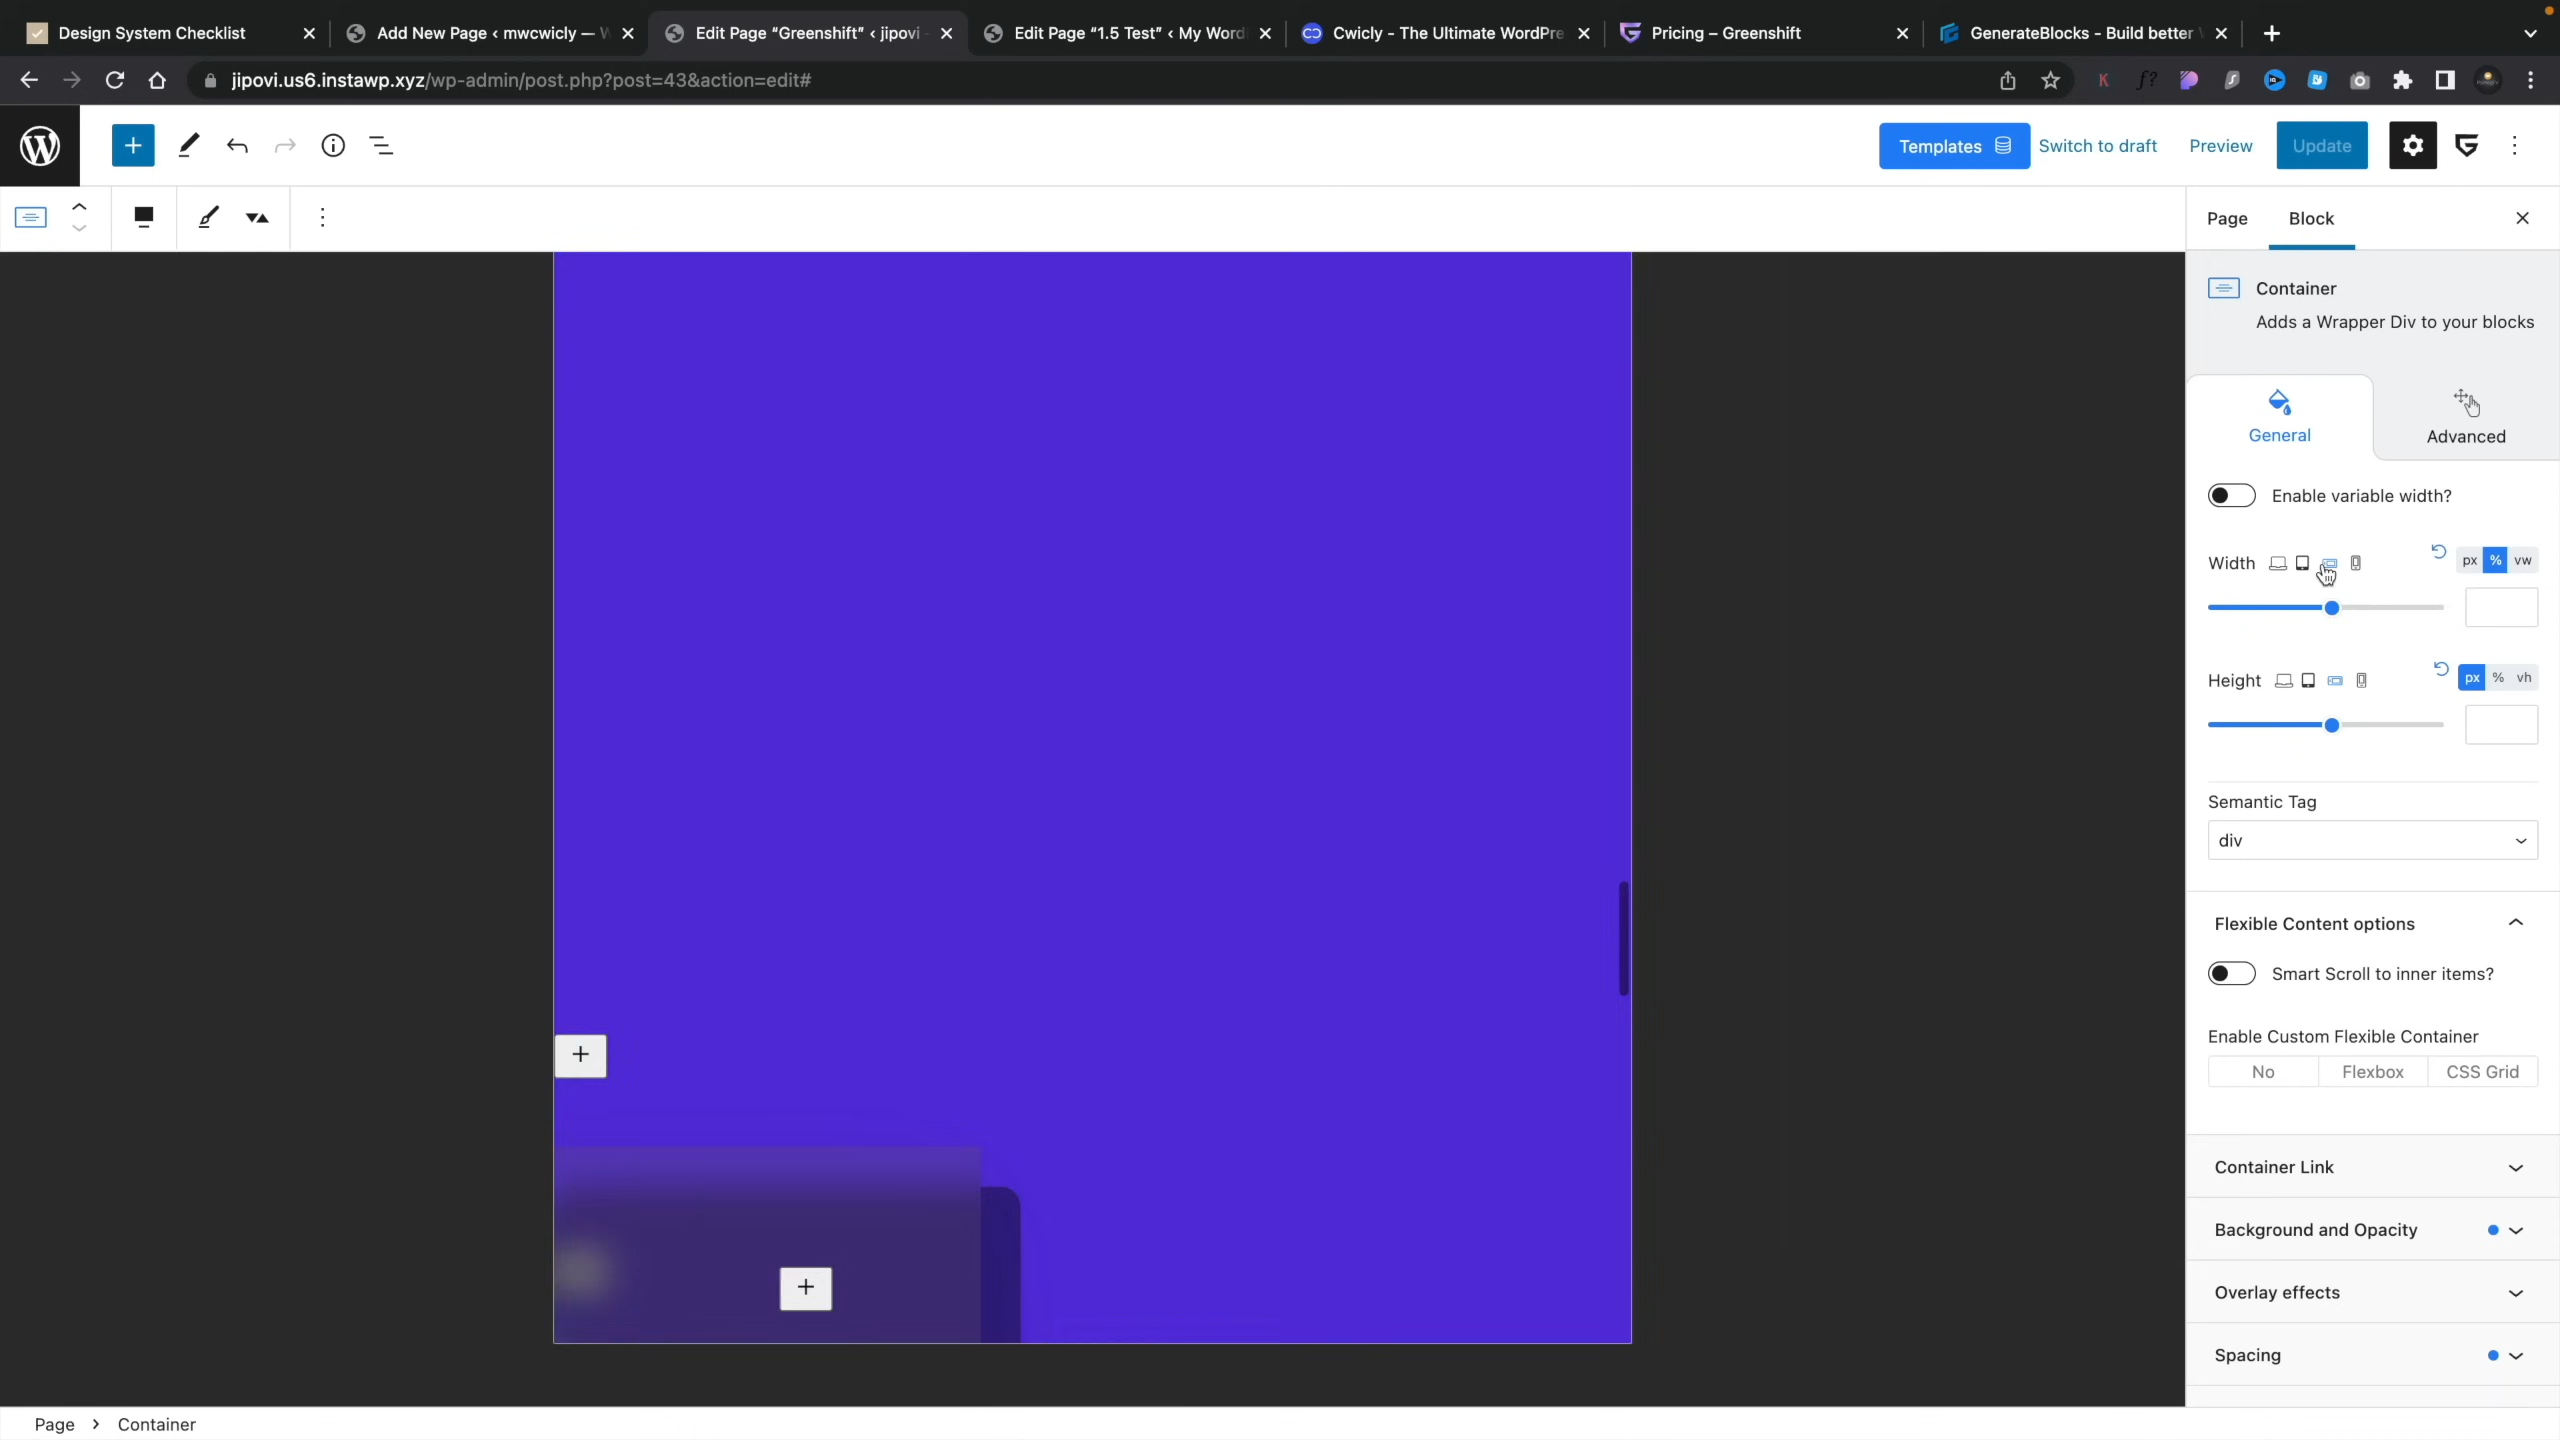 Design System Checklist
Add New Page ‹ mwcwicly — W
Edit Page “Greenshift” ‹ jipovi -
Edit Page “1.5 Test” ‹ My Word
Cwicly - The Ultimate WordPre
Pricing – Greenshift
GenerateBlocks - Build better
jipovi.us6.instawp.xyz/wp-admin/post.php?post=43&action=edit#
Templates
Switch to draft
Preview
Update
Page
Block
Container
Adds a Wrapper Div to your blocks
General
Advanced
Enable variable width?
Width
px % vw
Height
px % vh
Semantic Tag
div
Flexible Content options
Smart Scroll to inner items?
Enable Custom Flexible Container
No
Flexbox
CSS Grid
Container Link
Background and Opacity
Overlay effects
Spacing
Page › Container